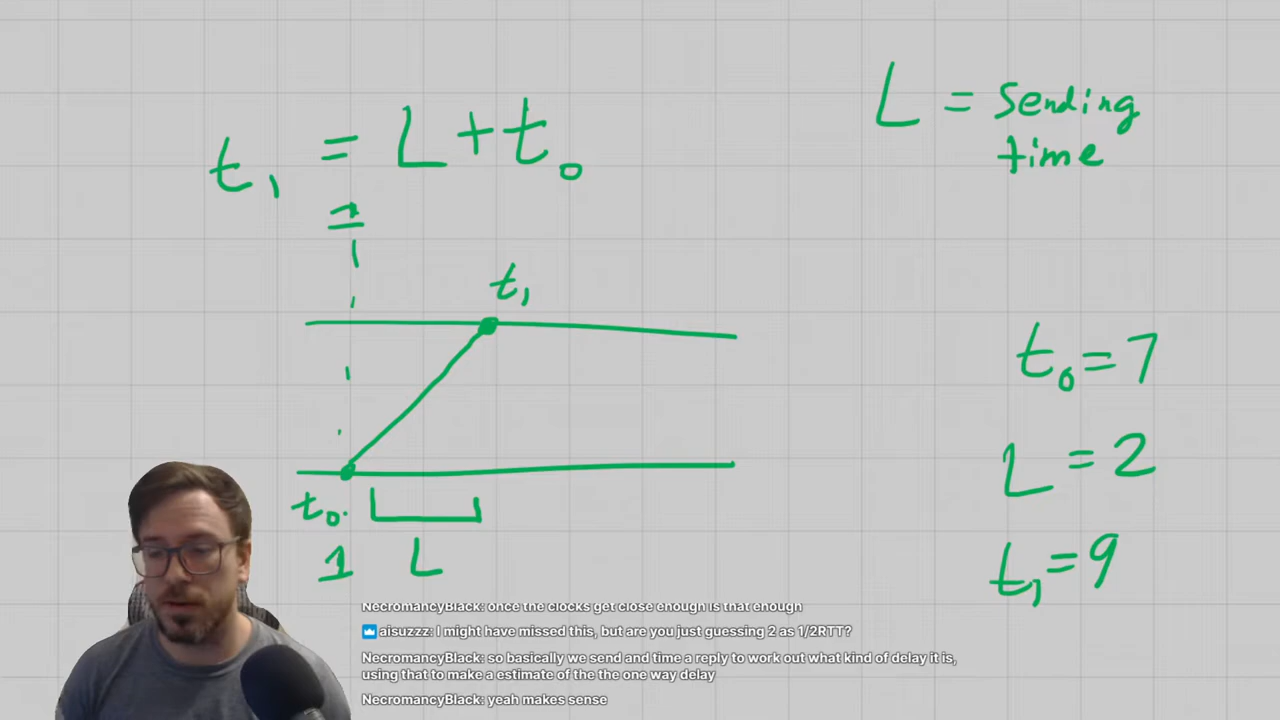 t₁ = L + t₀
L = Sending
time
1
t₁
t₀ = 7
L = 2
t₁ = 9
t₀.
1 L
NecromancyBlack: once the clocks get close enough is that enough
aisuzzz: I might have missed this, but are you just guessing 2 as 1/2RTT?
NecromancyBlack: so basically we send and time a reply to work out what kind of delay it is,
using that to make a estimate of the the one way delay
NecromancyBlack: yeah makes sense